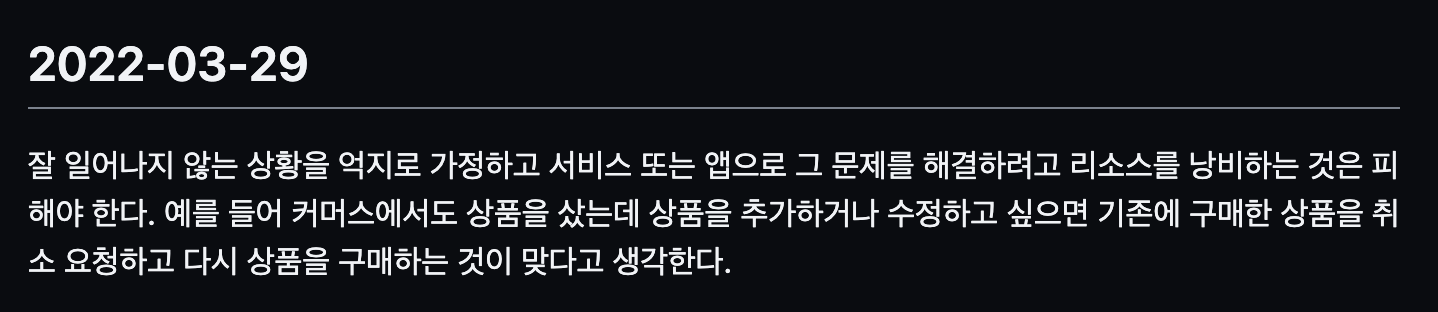 2022-03-29
잘 일어나지 않는 상황을 억지로 가정하고 서비스 또는 앱으로 그 문제를 해결하려고 리소스를 낭비하는 것은 피
해야 한다. 예를 들어 커머스에서도 상품을 샀는데 상품을 추가하거나 수정하고 싶으면 기존에 구매한 상품을 취
소 요청하고 다시 상품을 구매하는 것이 맞다고 생각한다.